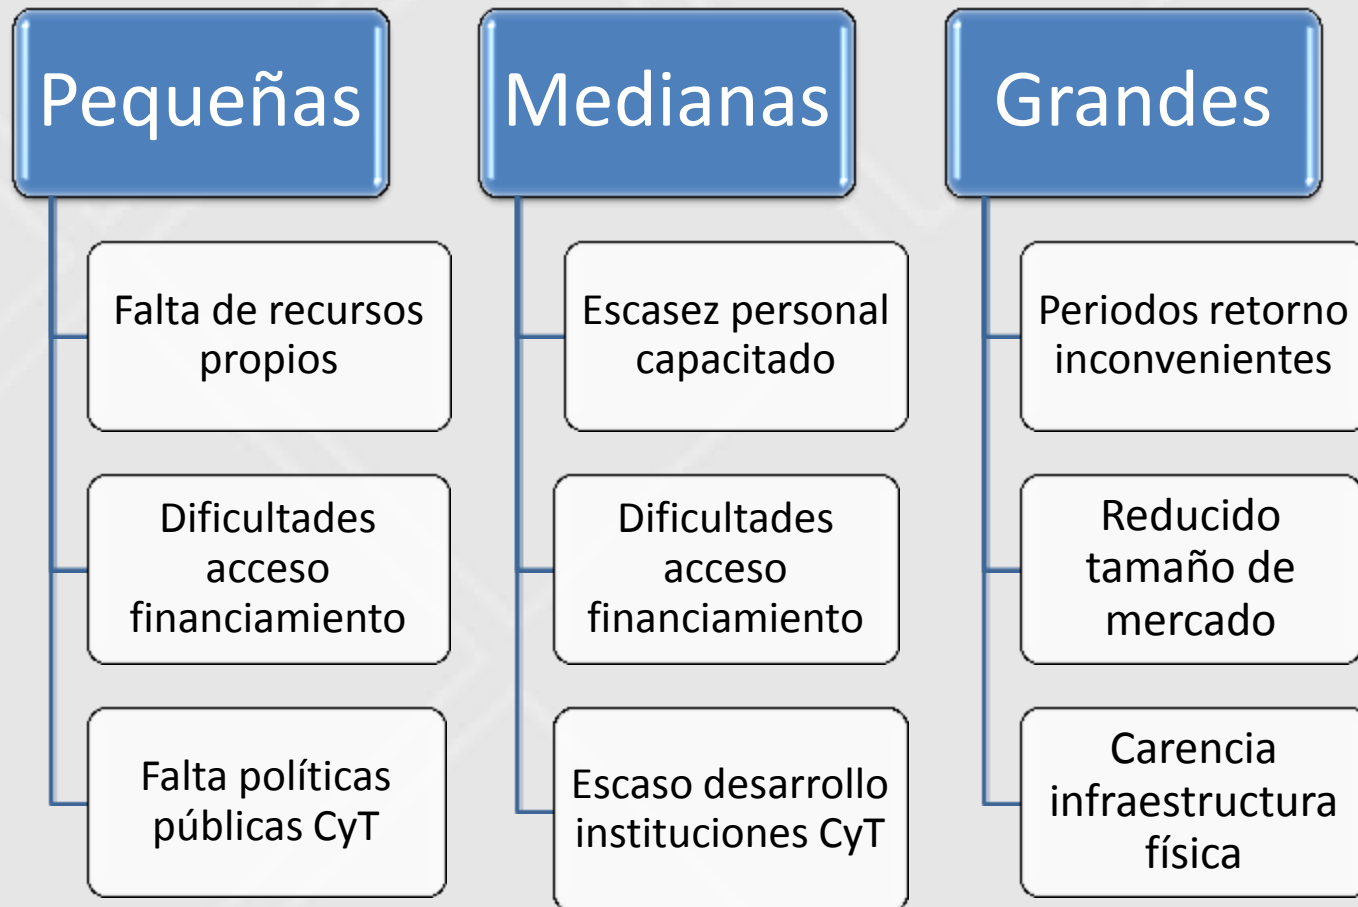 Pequeñas
Falta de recursos
propios
Dificultades
acceso
financiamiento
Falta políticas
públicas CyT
Medianas
Escasez personal
capacitado
Dificultades
acceso
financiamiento
Escaso desarrollo
instituciones CyT
Grandes
Periodos retorno
inconvenientes
Reducido
tamaño de
mercado
Carencia
infraestructura
física